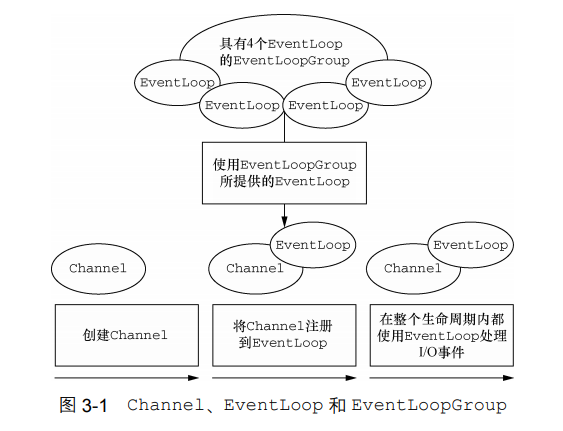 具有4个EventLoop
的EventLoopGroup
EventLoop
EventLoop
EventLoop
EventLoop
使用EventLoopGroup
所提供的EventLoop
Channel
Channel
EventLoop
Channel
EventLoop
创建Channel
将Channel注册
到EventLoop
在整个生命周期内都
使用EventLoop处理
I/O事件
图 3-1 Channel、EventLoop 和 EventLoopGroup